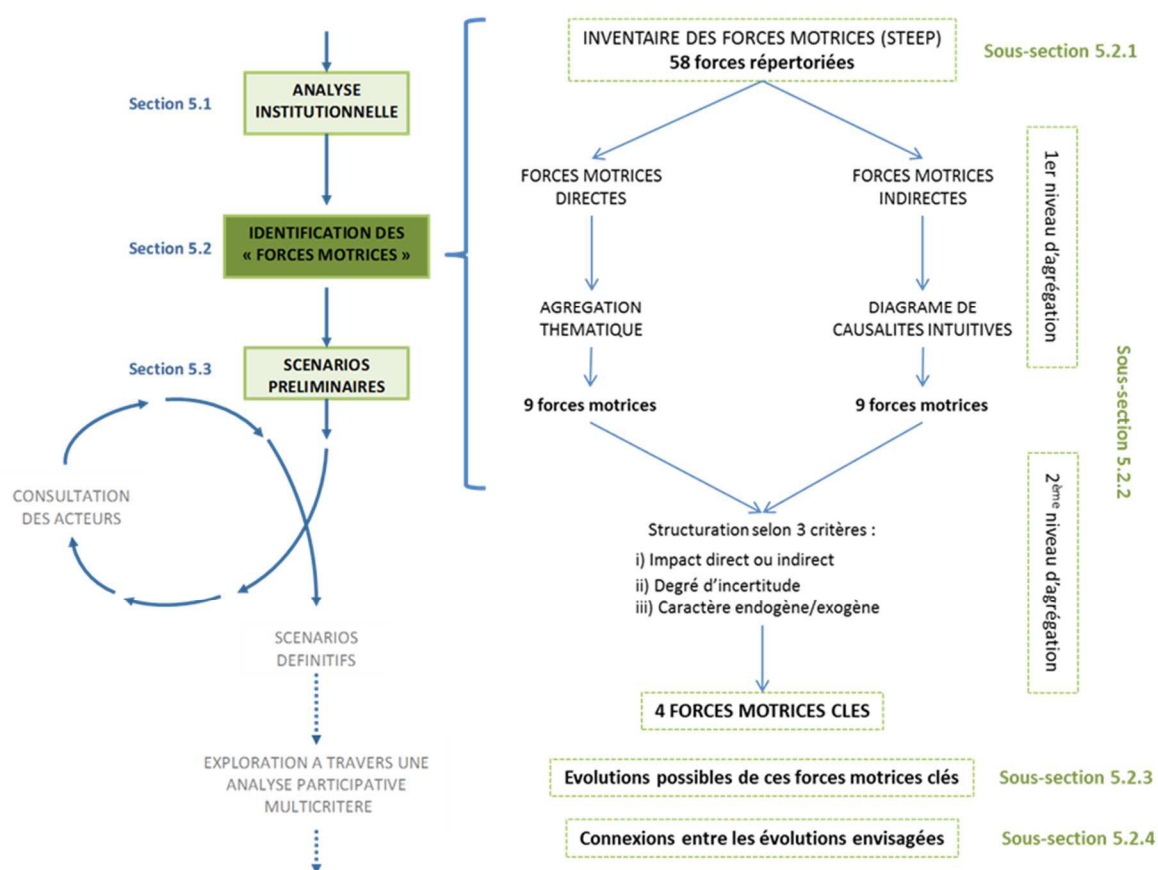 Section 5.1
ANALYSE
INSTITUTIONNELLE
Section 5.2
IDENTIFICATION DES
« FORCES MOTRICES »
Section 5.3
SCENARIOS
PRELIMINAIRES
CONSULTATION
DES ACTEURS
SCENARIOS
DEFINITIFS
EXPLORATION A TRAVERS UNE
ANALYSE PARTICIPATIVE
MULTICRITERE
INVENTAIRE DES FORCES MOTRICES (STEEP)
58 forces répertoriées
Sous-section 5.2.1
FORCES MOTRICES
DIRECTES
FORCES MOTRICES
INDIRECTES
AGREGATION
THEMATIQUE
DIAGRAME DE
CAUSALITES INTUITIVES
9 forces motrices
9 forces motrices
1er niveau d'agrégation
Sous-section 5.2.2
2ème niveau d'agrégation
Structuration selon 3 critères :
i) Impact direct ou indirect
ii) Degré d'incertitude
iii) Caractère endogène/exogène
4 FORCES MOTRICES CLES
Evolutions possibles de ces forces motrices clés
Sous-section 5.2.3
Connexions entre les évolutions envisagées
Sous-section 5.2.4